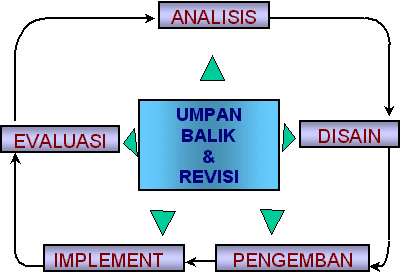 ANALISIS
UMPAN
BALIK
&
REVISI
EVALUASI
DISAIN
IMPLEMENT
PENGEMBAN